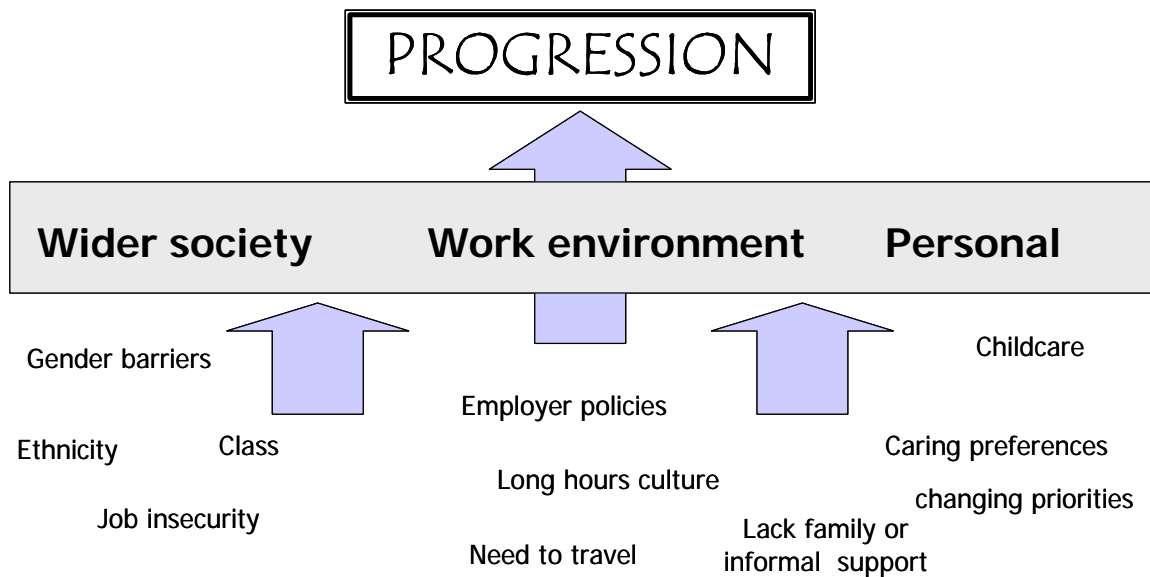 PROGRESSION
Wider society Work environment Personal
Gender barriers
Childcare
Employer policies
Ethnicity
Class
Caring preferences
Long hours culture
changing priorities
Job insecurity
Lack family or
informal support
Need to travel